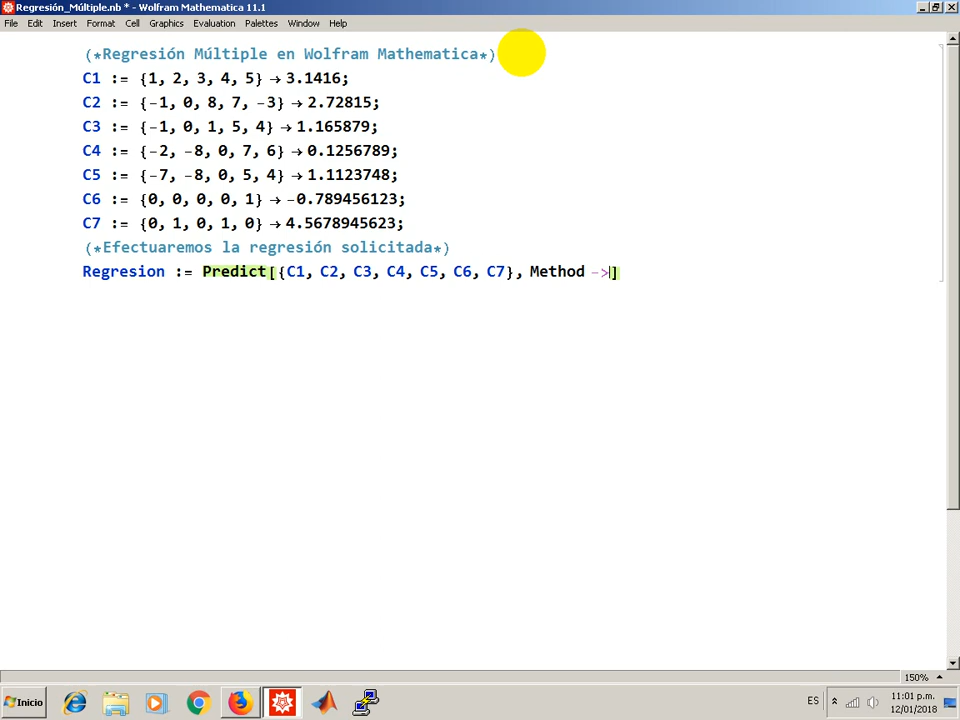 Regresión_Múltiple.nb * - Wolfram Mathematica 11.1
File Edit Insert Format Cell Graphics Evaluation Palettes Window Help
(*Regresión Múltiple en Wolfram Mathematica*)
C1 := {1, 2, 3, 4, 5} → 3.1416;
C2 := {-1, 0, 8, 7, -3} → 2.72815;
C3 := {-1, 0, 1, 5, 4} → 1.165879;
C4 := {-2, -8, 0, 7, 6} → 0.1256789;
C5 := {-7, -8, 0, 5, 4} → 1.1123748;
C6 := {0, 0, 0, 0, 1} → -0.789456123;
C7 := {0, 1, 0, 1, 0} → 4.5678945623;
(*Efectuaremos la regresión solicitada*)
Regresion := Predict[{C1, C2, C3, C4, C5, C6, C7}, Method ->]
150%
Inicio
ES
11:01 p.m.
12/01/2018